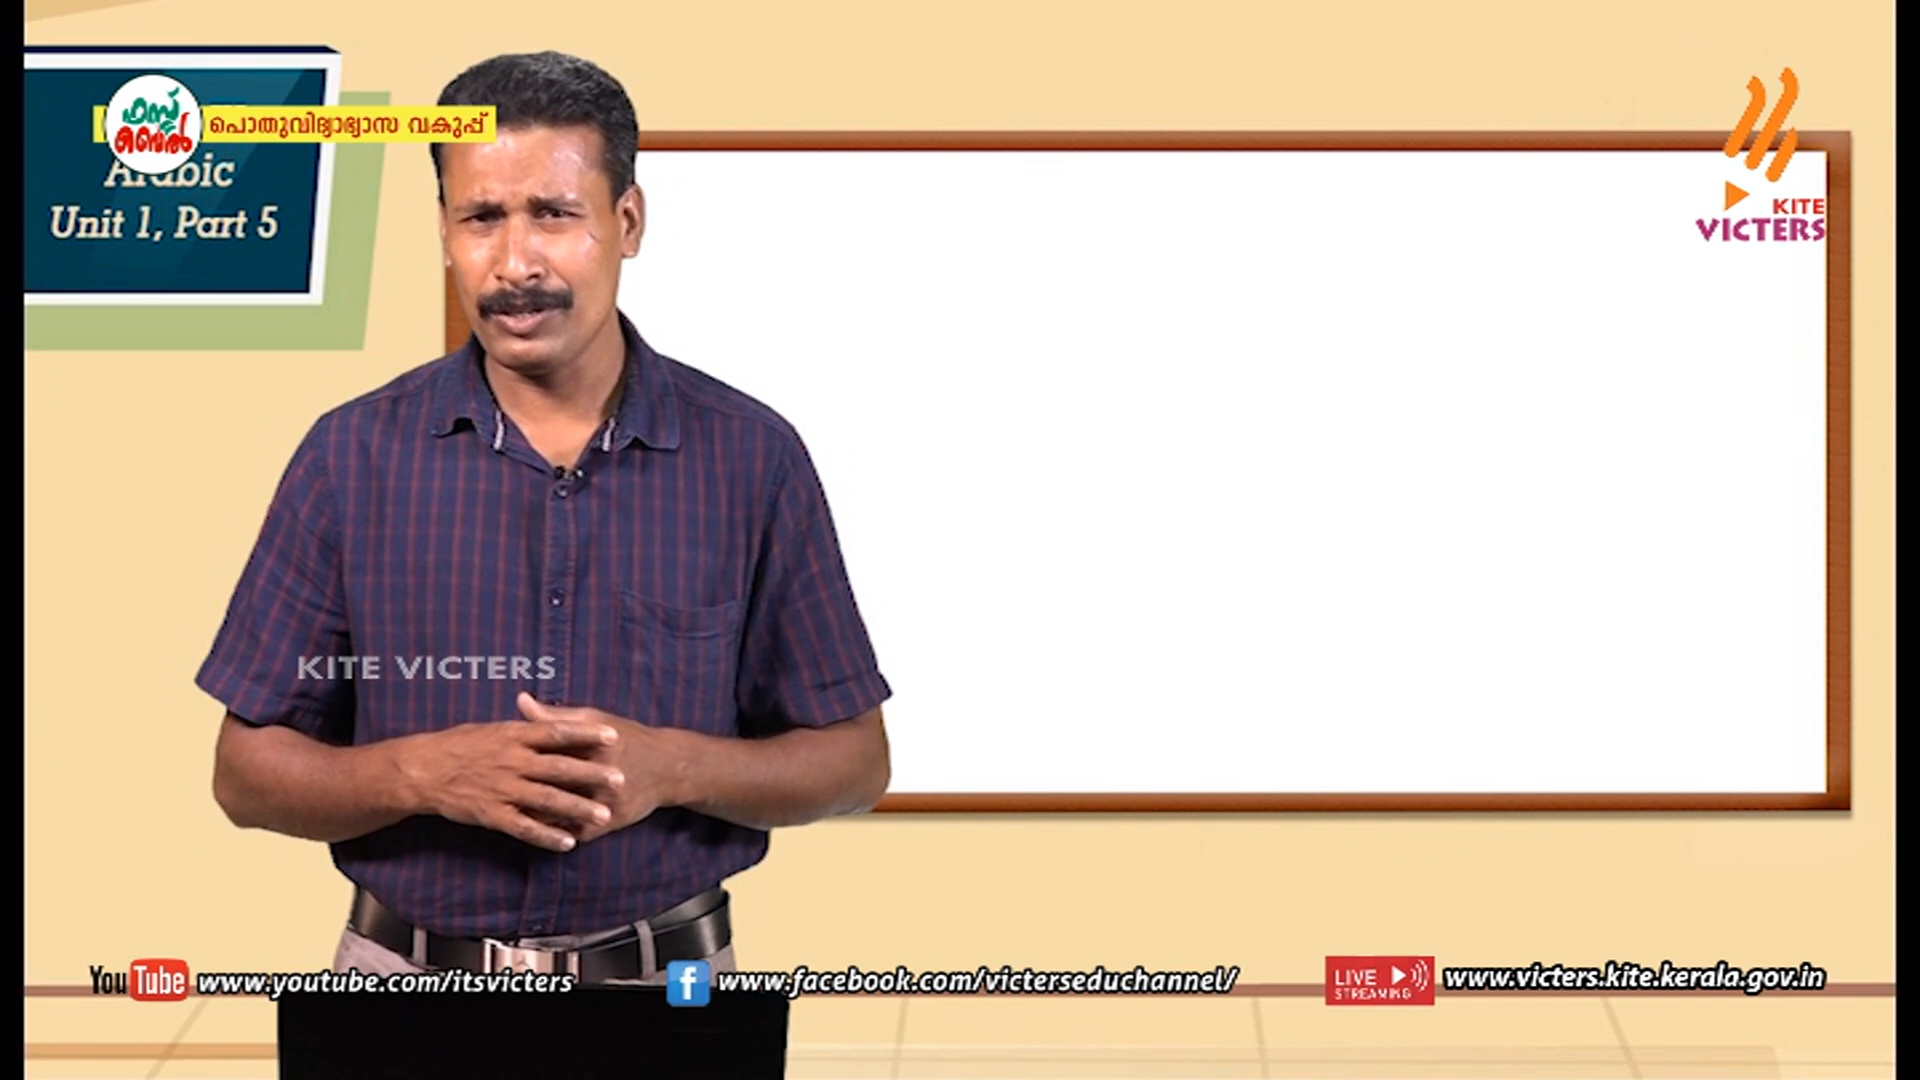 ഫസ്റ്റ്
ബെൽ
പൊതുവിദ്യാഭ്യാസ വകുപ്പ്
Arabic
Unit 1, Part 5
KITE
VICTERS
KITE VICTERS
YouTube www.youtube.com/itsvicters
f www.facebook.com/victerseduchannel/
LIVE
STREAMING
www.victers.kite.kerala.gov.in